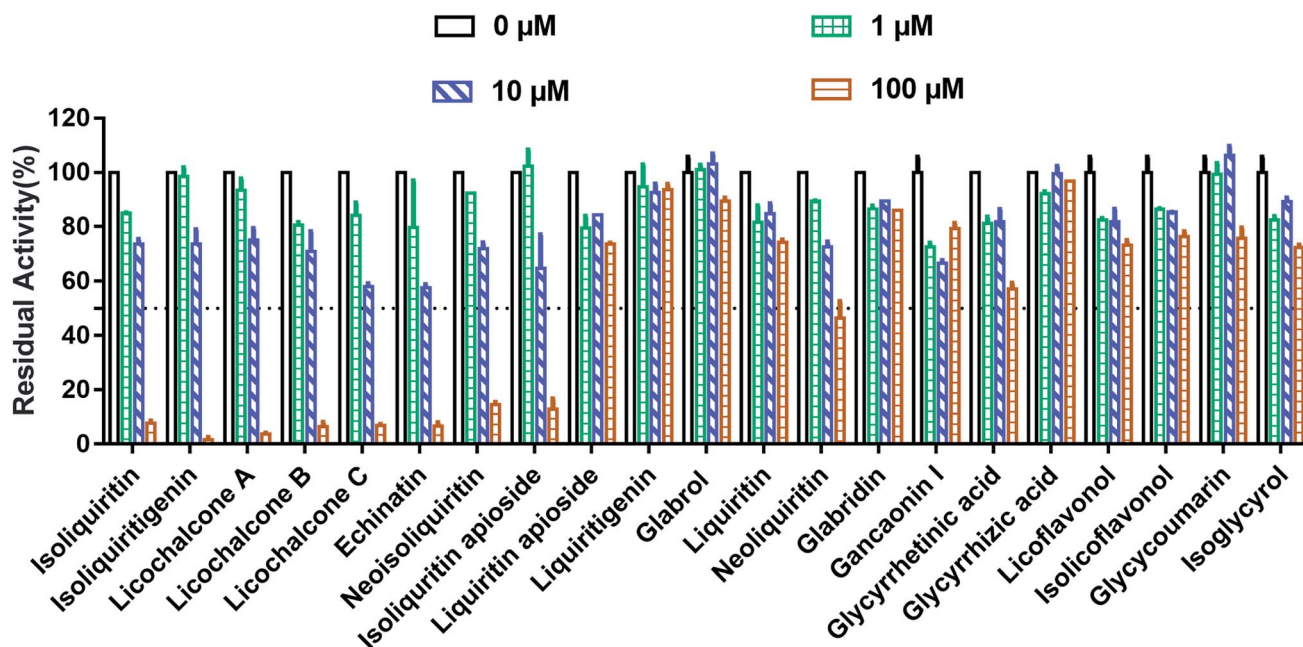 0 µM
1 µM
10 µM
100 µM
Residual Activity(%)
120
100
80
60
40
20
0
Isoliquiritin
Isoliquiritigenin
Licochalcone A
Licochalcone B
Licochalcone C
Echinatin
Neoisoliquiritin
Isoliquritin apioside
Liquiritin apioside
Liquiritigenin
Glabrol
Liquiritin
Neoliquiritin
Glabridin
Gancaonin I
Glycyrrhetinic acid
Glycyrrhizic acid
Licoflavonol
Isolicoflavonol
Glycycoumarin
Isoglycyrol